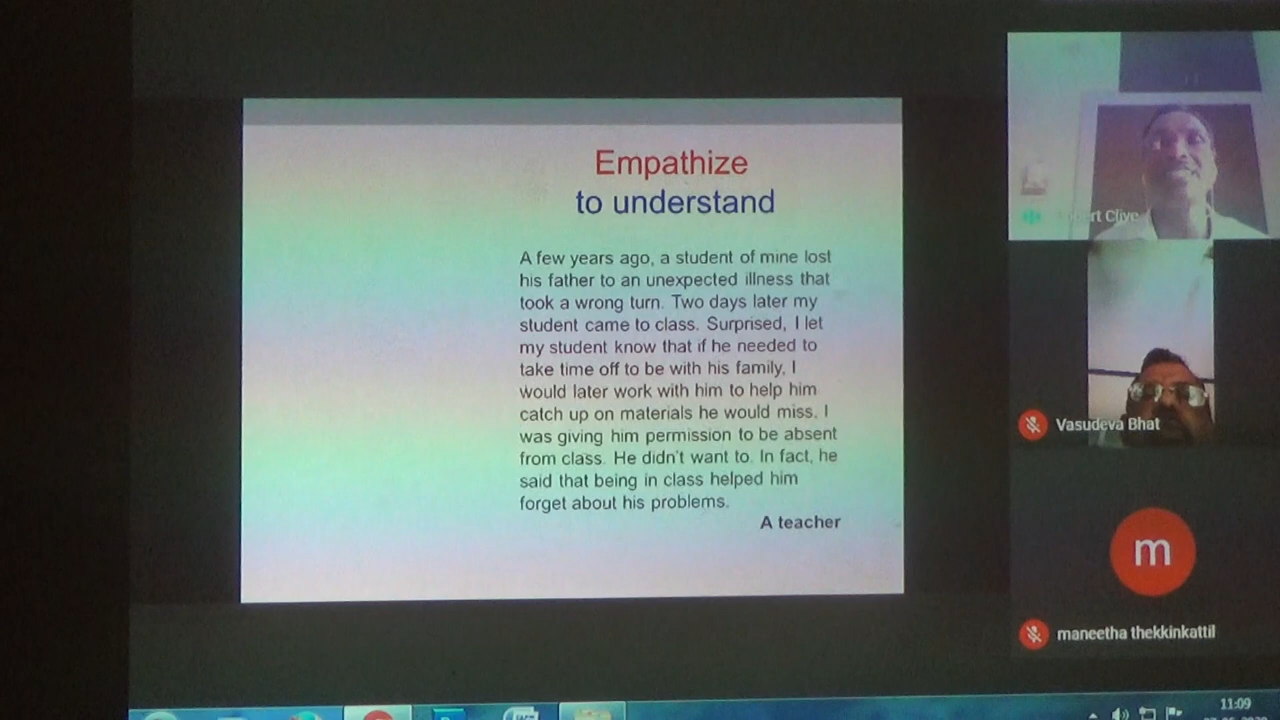 Empathize
to understand
A few years ago, a student of mine lost
his father to an unexpected illness that
took a wrong turn. Two days later my
student came to class. Surprised, I let
my student know that if he needed to
take time off to be with his family, I
would later work with him to help him
catch up on materials he would miss. I
was giving him permission to be absent
from class. He didn't want to. In fact, he
said that being in class helped him
forget about his problems.
A teacher
Clive
Vasudeva Bhat
m
maneetha thekkinkattil
11:09